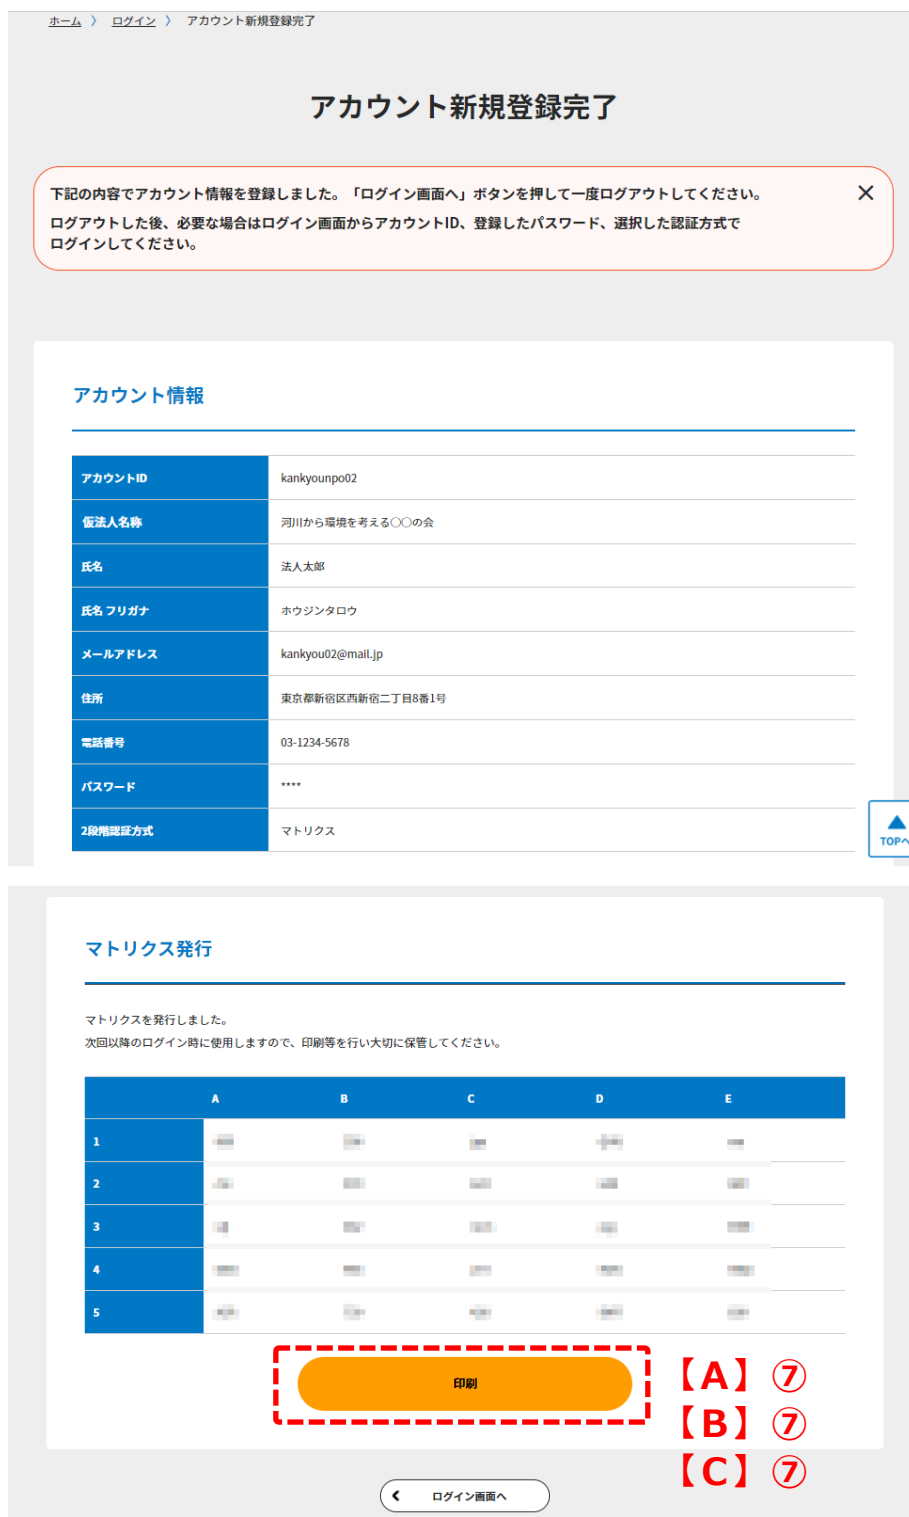 ホーム 〉 ログイン 〉 アカウント新規登録完了
アカウント新規登録完了
下記の内容でアカウント情報を登録しました。「ログイン画面へ」ボタンを押して一度ログアウトしてください。
ログアウトした後、必要な場合はログイン画面からアカウントID、登録したパスワード、選択した認証方式で
ログインしてください。
アカウント情報
アカウントID kankyounpo02
仮法人名称 河川から環境を考える〇〇の会
氏名 法人太郎
氏名 フリガナ ホウジンタロウ
メールアドレス kankyou02@mail.jp
住所 東京都新宿区西新宿二丁目8番1号
電話番号 03-1234-5678
パスワード ****
2段階認証方式 マトリクス
TOPへ
マトリクス発行
マトリクスを発行しました。
次回以降のログイン時に使用しますので、印刷等を行い大切に保管してください。
A B C D E
1
2
3
4
5
印刷
【A】⑦
【B】⑦
【C】⑦
ログイン画面へ